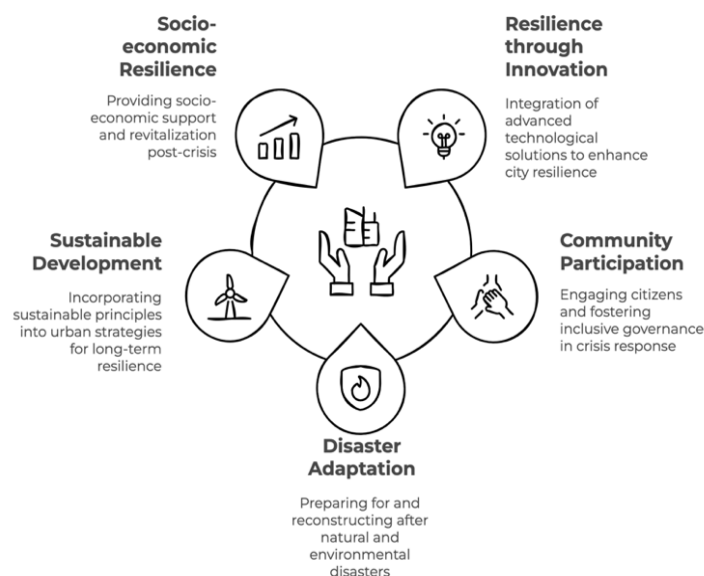 Socio-
economic
Resilience
Providing socio-
economic support
and revitalization
post-crisis
Resilience
through
Innovation
Integration of
advanced
technological
solutions to enhance
city resilience
Sustainable
Development
Incorporating
sustainable principles
into urban strategies
for long-term
resilience
Community
Participation
Engaging citizens
and fostering
inclusive governance
in crisis response
Disaster
Adaptation
Preparing for and
reconstructing after
natural and
environmental
disasters